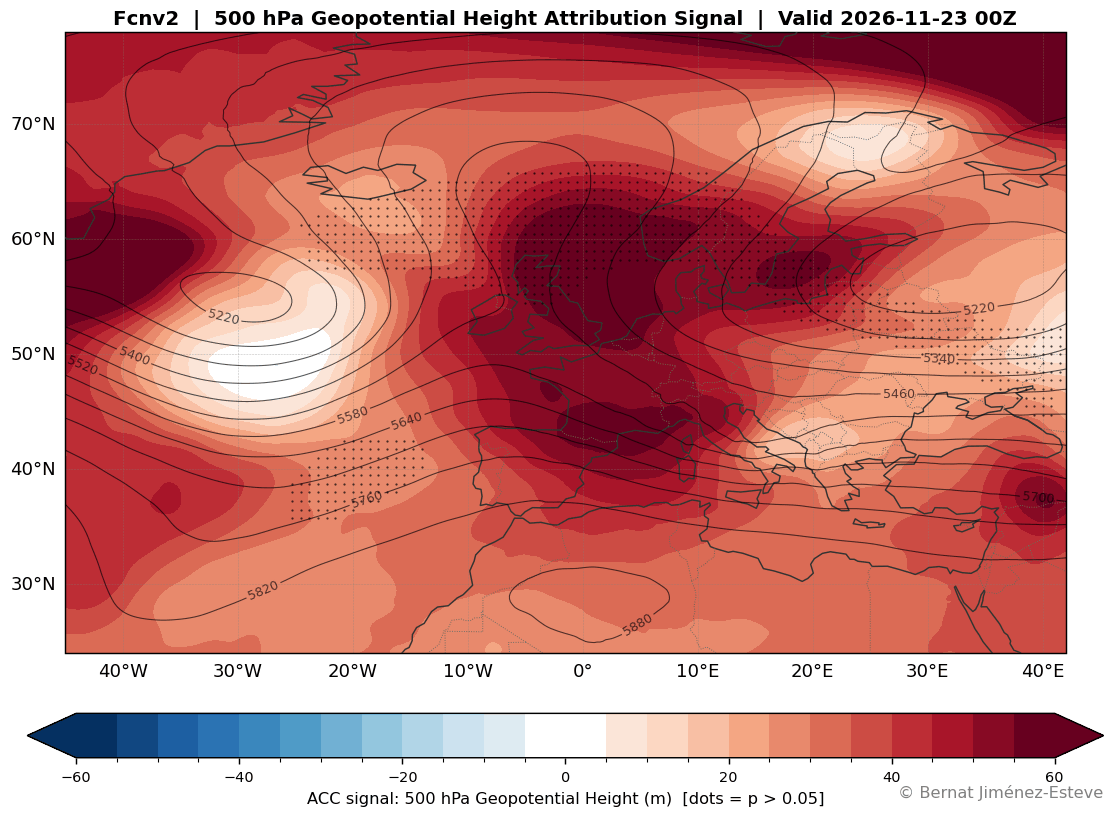 Fcnv2 | 500 hPa Geopotential Height Attribution Signal | Valid 2026-11-23 00Z
70°N
60°N
50°N
40°N
30°N
5220
5400
5520
5580
5640
5760
5820
5880
5220
5340
5460
5700
40°W 30°W 20°W 10°W 0° 10°E 20°E 30°E 40°E
−60 −40 −20 0 20 40 60
ACC signal: 500 hPa Geopotential Height (m) [dots = p > 0.05]
© Bernat Jiménez-Esteve